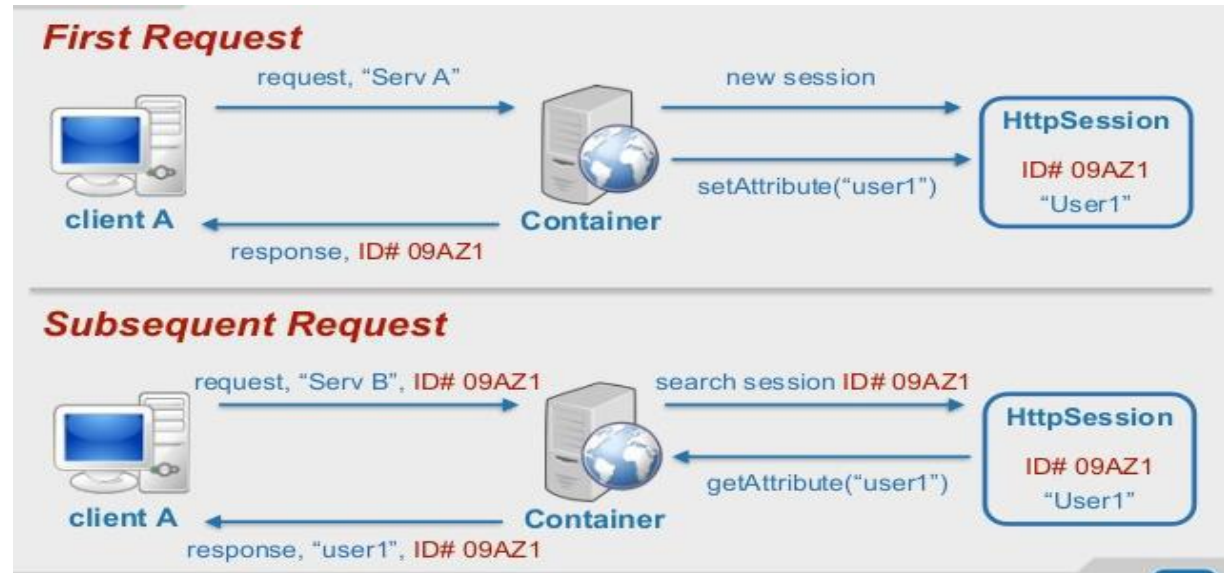 First Request
request, “Serv A”
new session
HttpSession
ID# 09AZ1
“User1”
setAttribute(“user1”)
client A
Container
response, ID# 09AZ1
Subsequent Request
request, “Serv B”, ID# 09AZ1
search session ID# 09AZ1
HttpSession
ID# 09AZ1
“User1”
getAttribute(“user1”)
client A
Container
response, “user1”, ID# 09AZ1